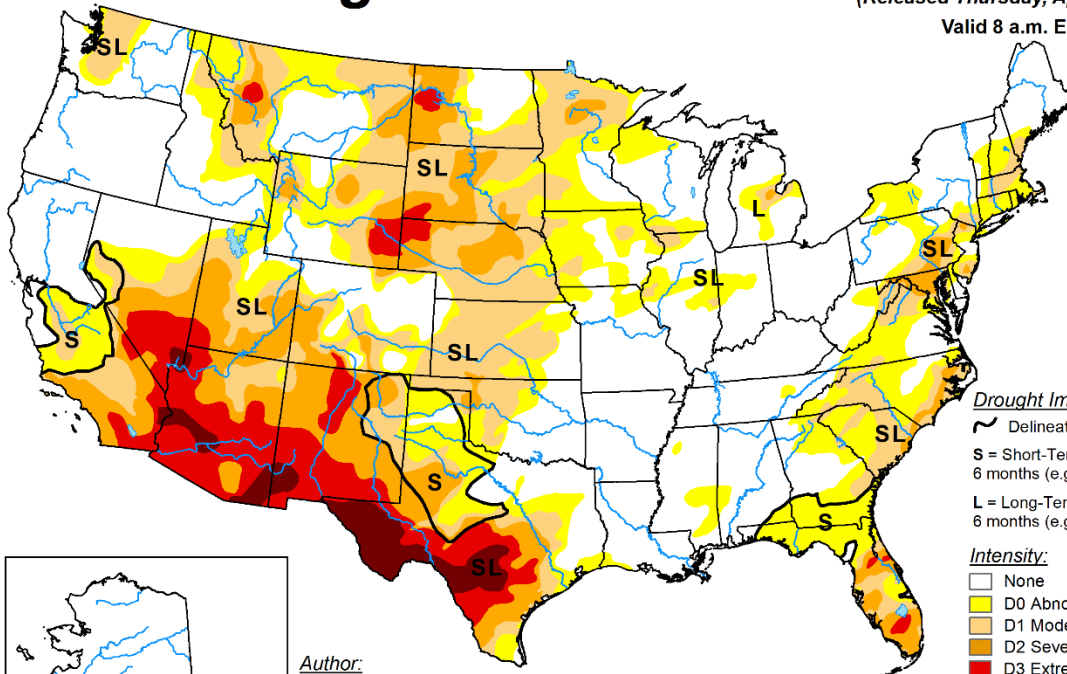 (Released Thursday, Ap
Valid 8 a.m. E
SL
SL
L
SL
SL
SL
S
SL
SL
SL
S
S
SL
Drought Im
Delineat
S = Short-Ter
6 months (e.g
L = Long-Ter
6 months (e.g
Intensity:
None
D0 Abno
D1 Mode
D2 Seve
D3 Extre
Author: